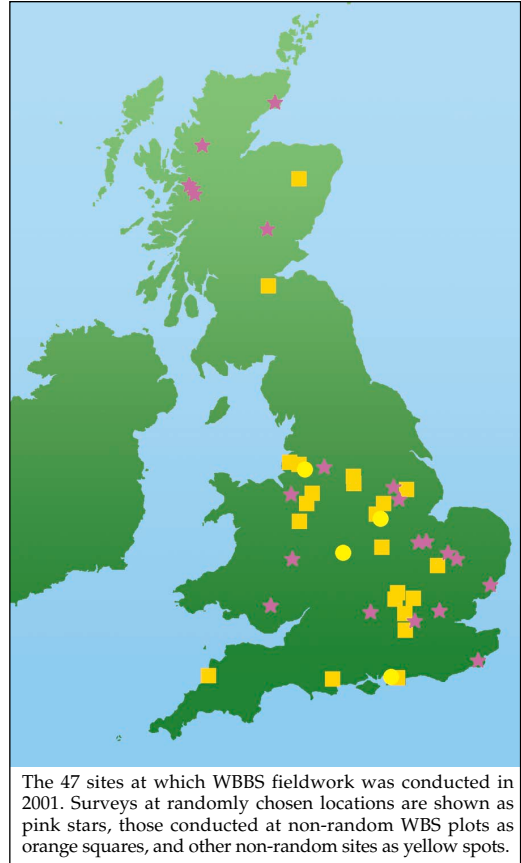 The 47 sites at which WBBS fieldwork was conducted in
2001. Surveys at randomly chosen locations are shown as
pink stars, those conducted at non-random WBS plots as
orange squares, and other non-random sites as yellow spots.